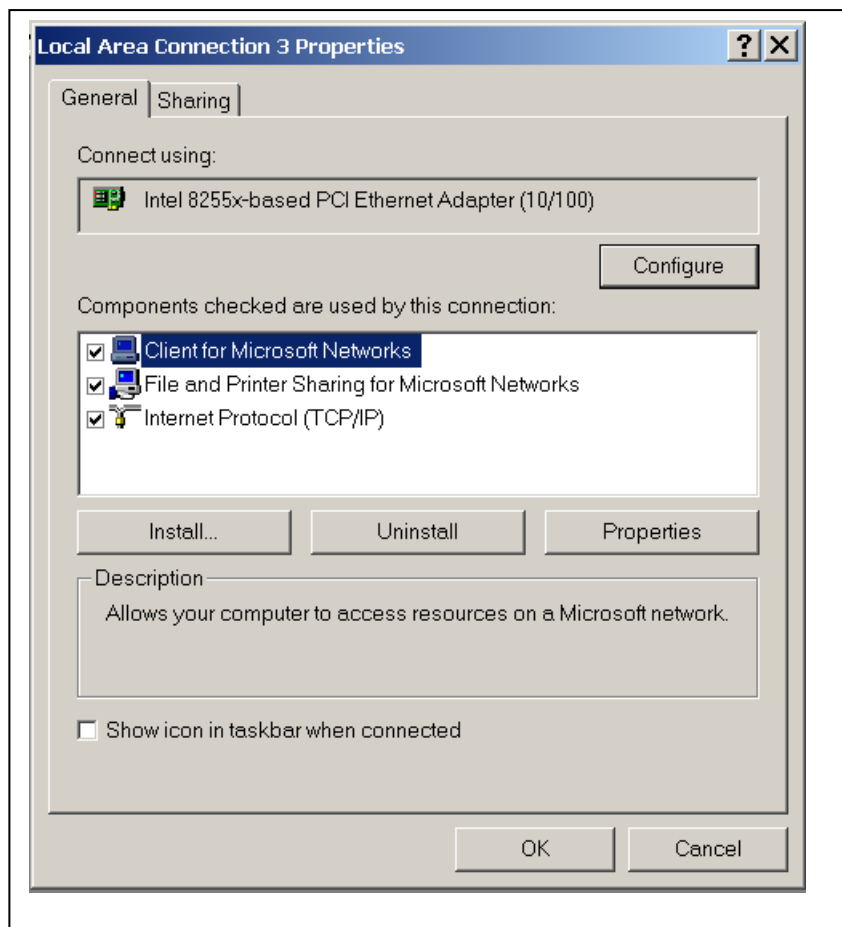 Local Area Connection 3 Properties
General
Sharing
Connect using:
Intel 8255x-based PCI Ethernet Adapter (10/100)
Configure
Components checked are used by this connection:
Client for Microsoft Networks
File and Printer Sharing for Microsoft Networks
Internet Protocol (TCP/IP)
Install...
Uninstall
Properties
Description
Allows your computer to access resources on a Microsoft network.
Show icon in taskbar when connected
OK
Cancel